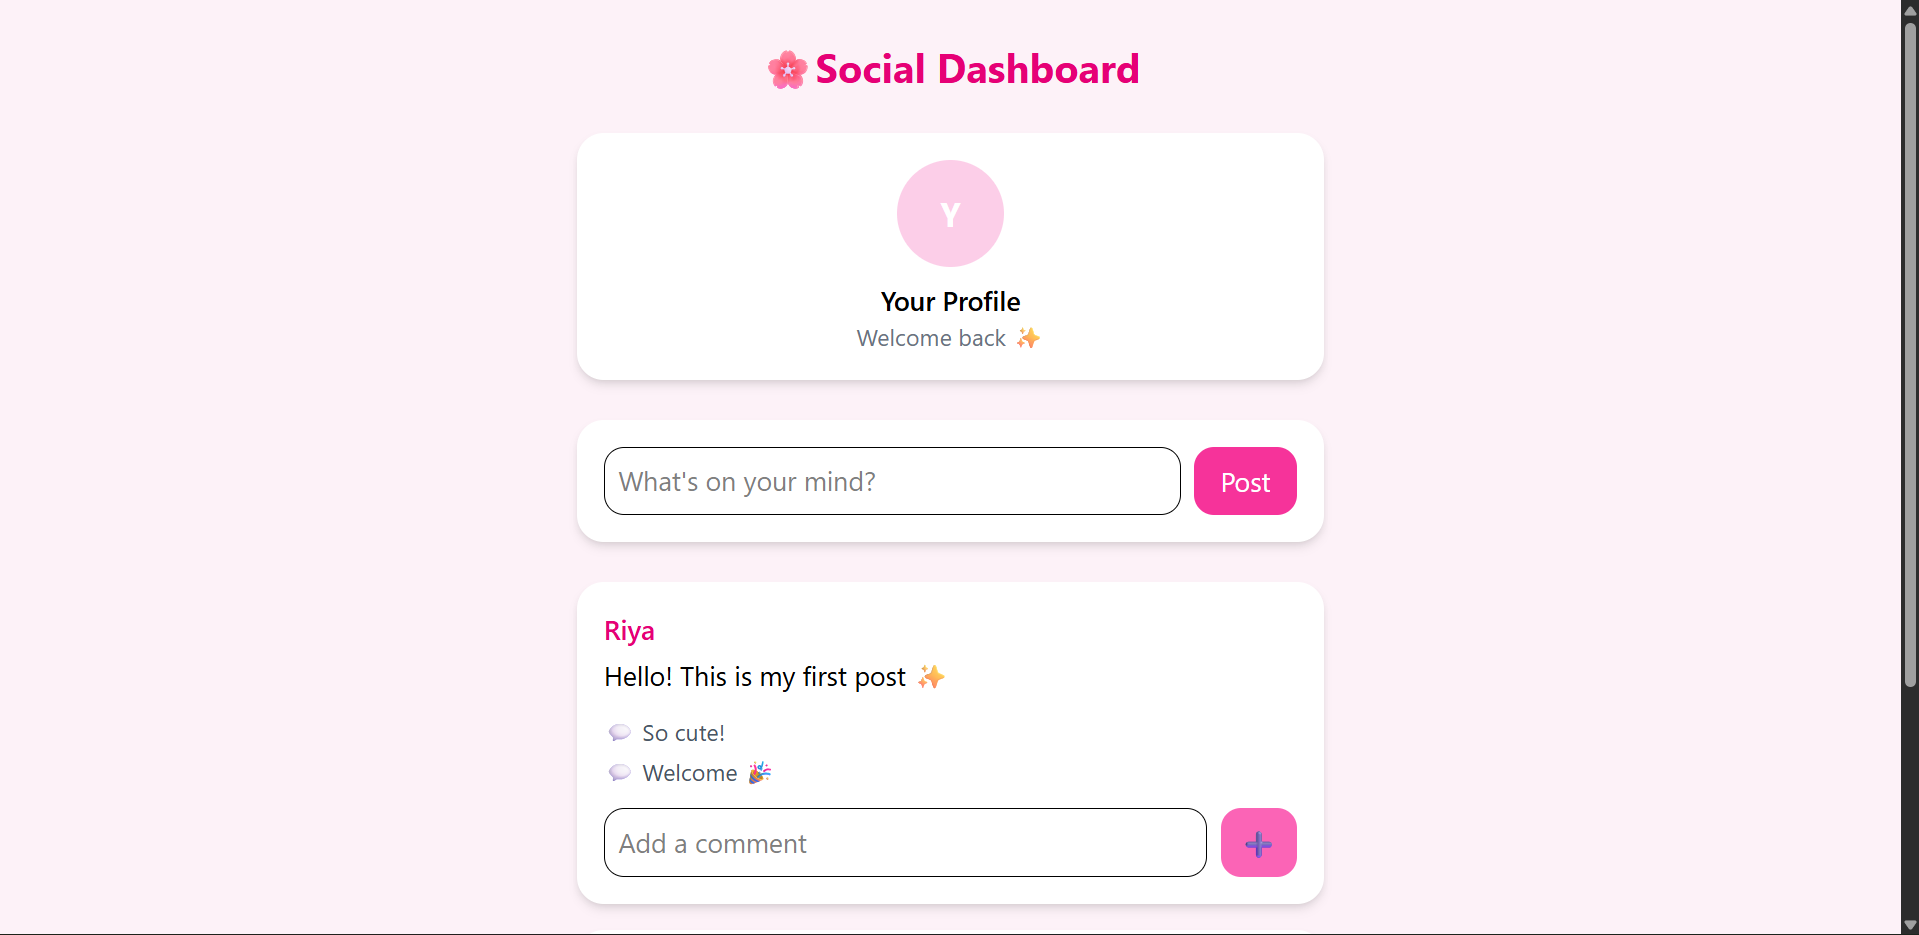 🌸 Social Dashboard
Y
Your Profile
Welcome back ✨
What's on your mind?
Post
Riya
Hello! This is my first post ✨
💬 So cute!
💬 Welcome 🎉
Add a comment
➕